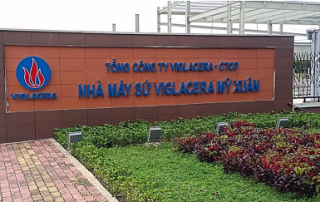 TỔNG CÔNG TY VIGLACERA - CTCP
NHÀ MÁY SỨ VIGLACERA MỸ XUÂN
VIGLACERA